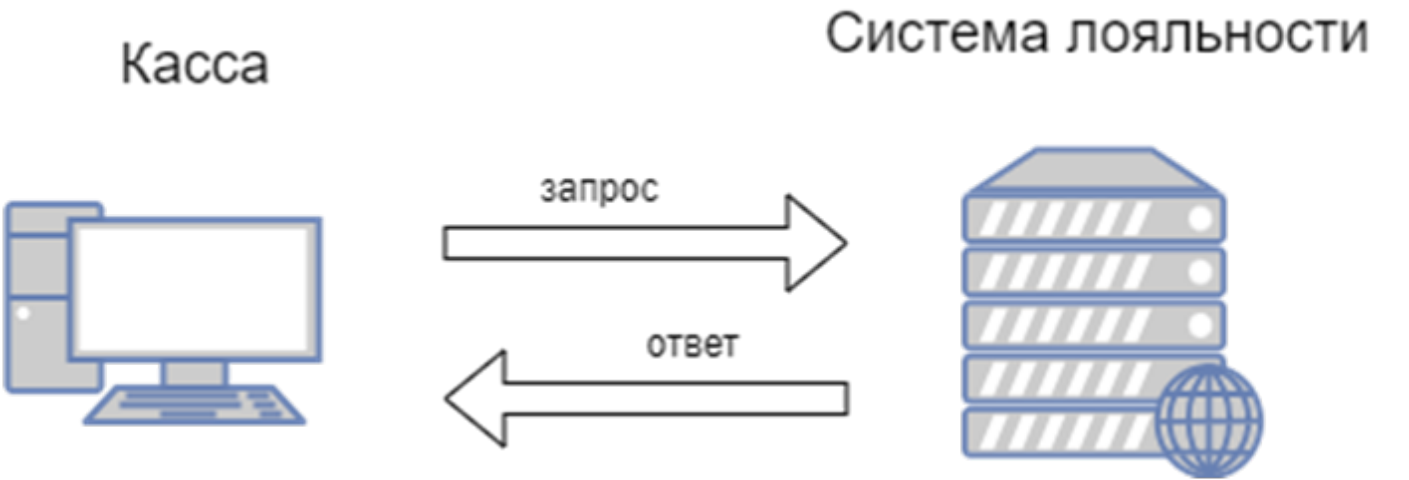 Касса
Система лояльности
запрос
ответ